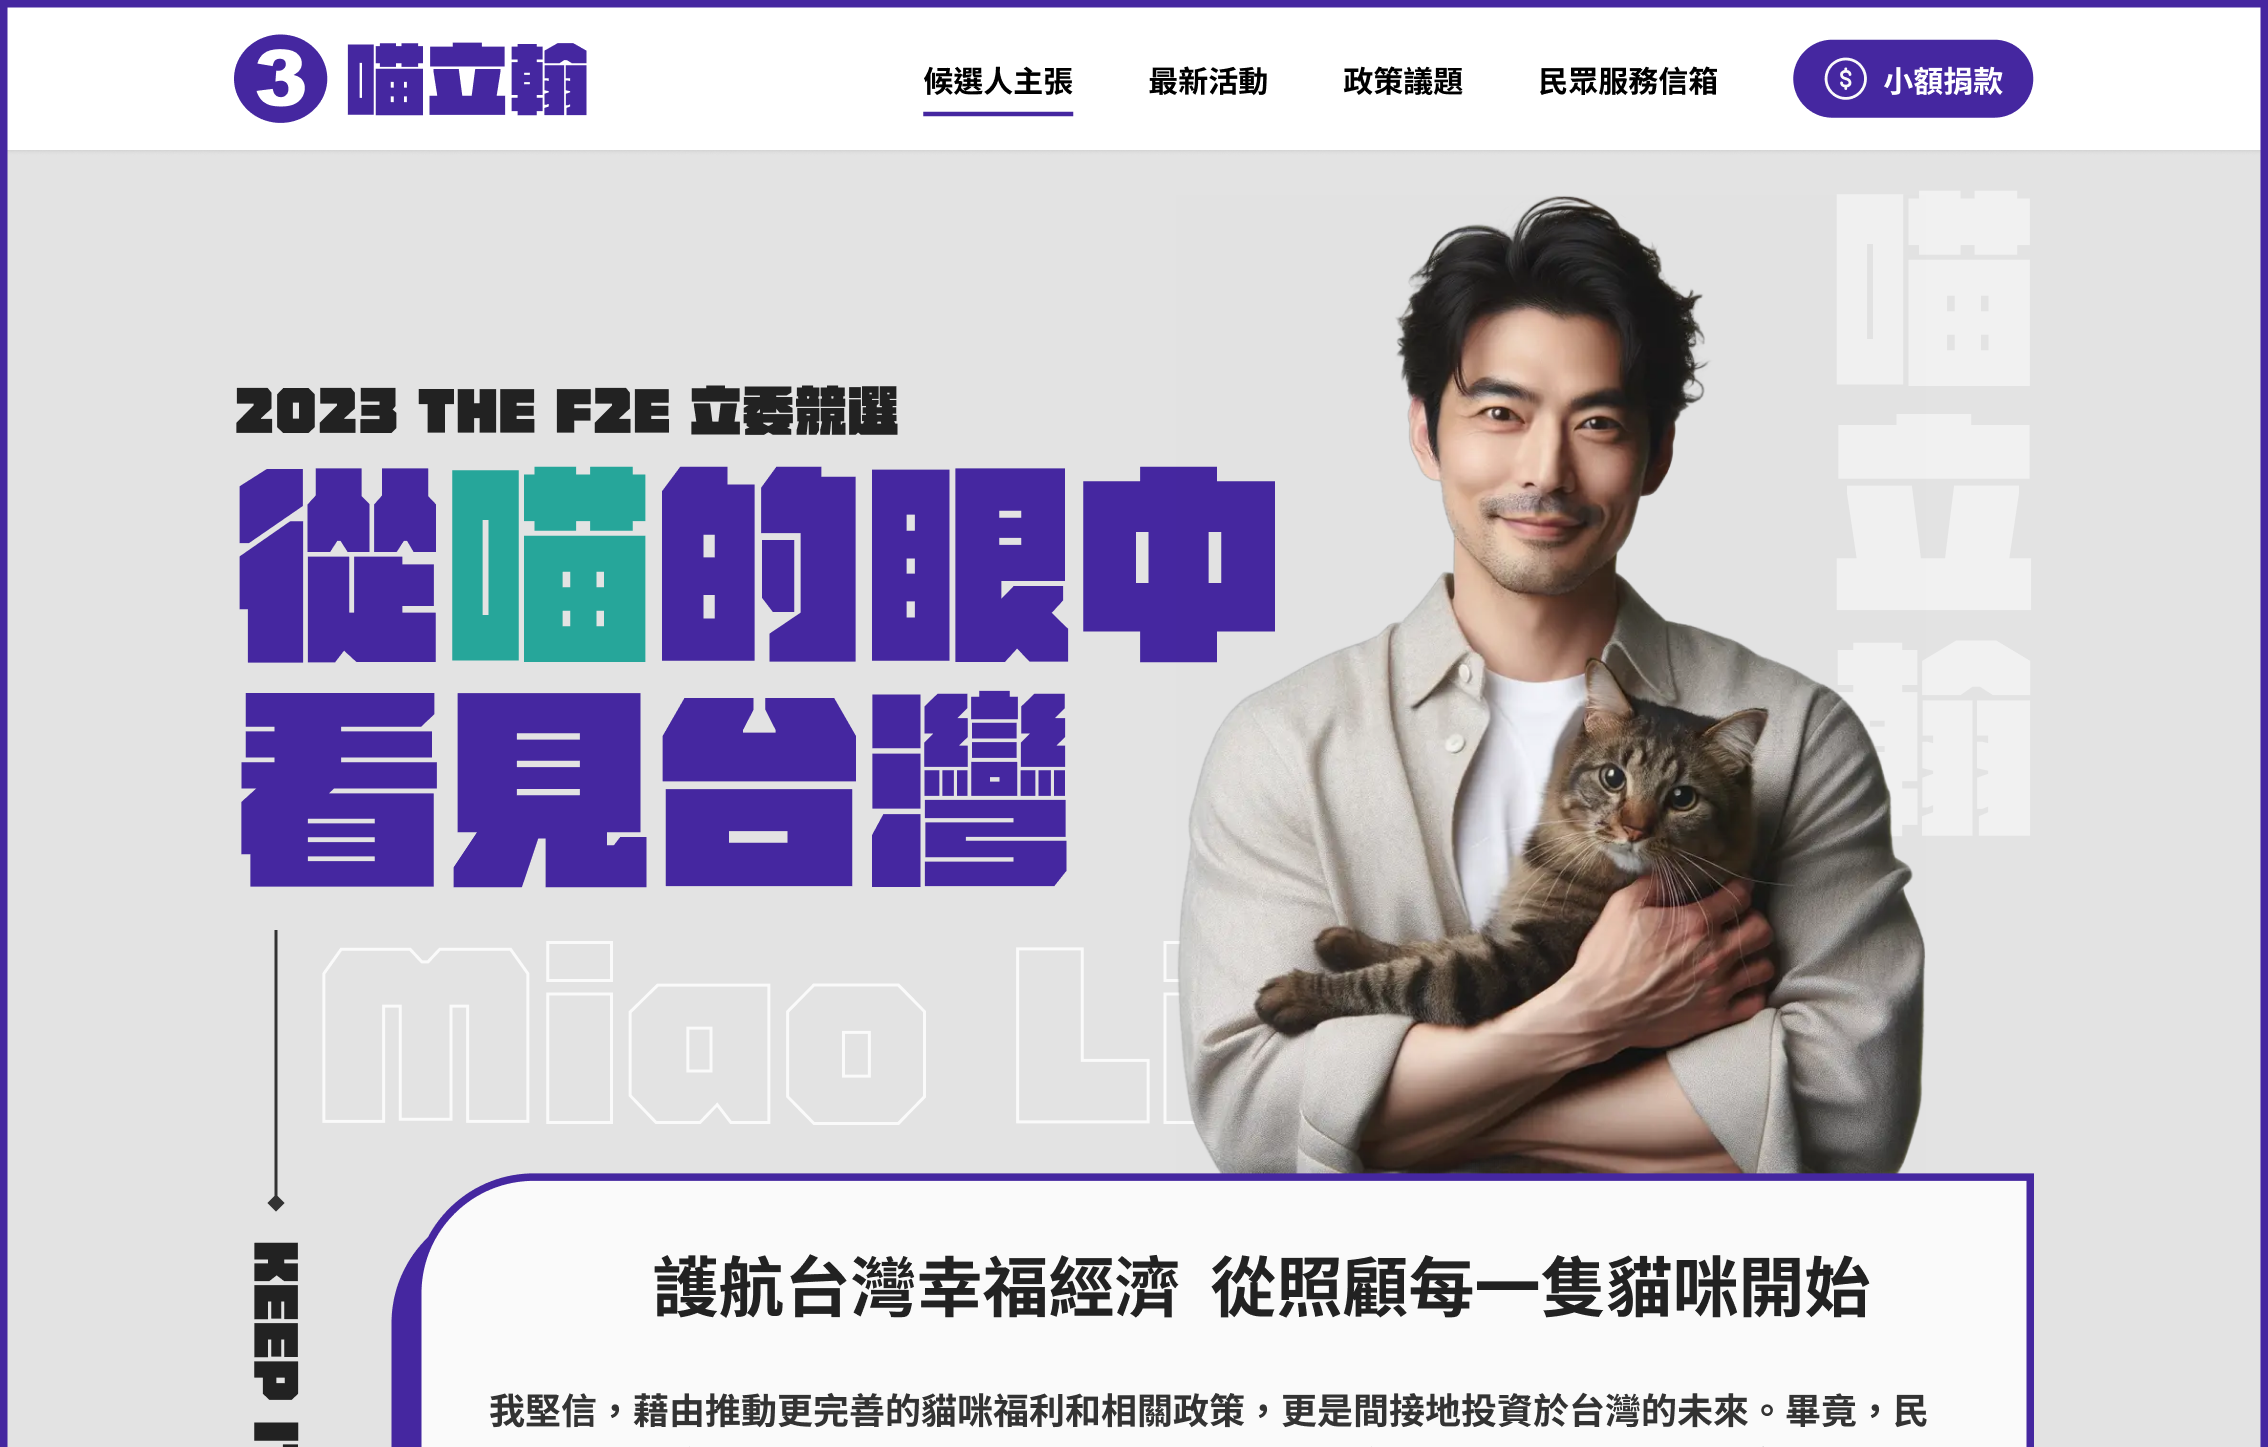 3 喵立翰
候選人主張 最新活動 政策議題 民眾服務信箱 $ 小額捐款
喵立翰
2023 THE F2E 立委競選
從喵的眼中
看見台灣
Miao Li
KEEP
護航台灣幸福經濟 從照顧每一隻貓咪開始
我堅信，藉由推動更完善的貓咪福利和相關政策，更是間接地投資於台灣的未來。畢竟，民